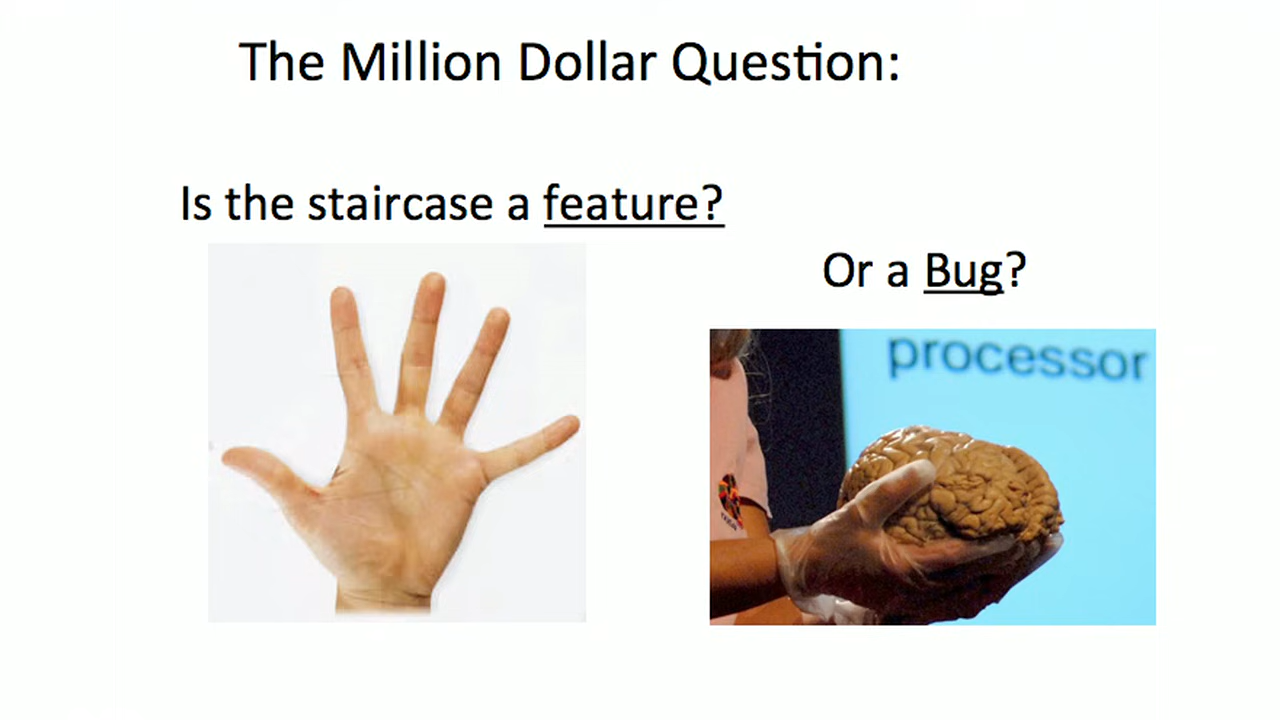 The Million Dollar Question:
Is the staircase a feature?
Or a Bug?
processor